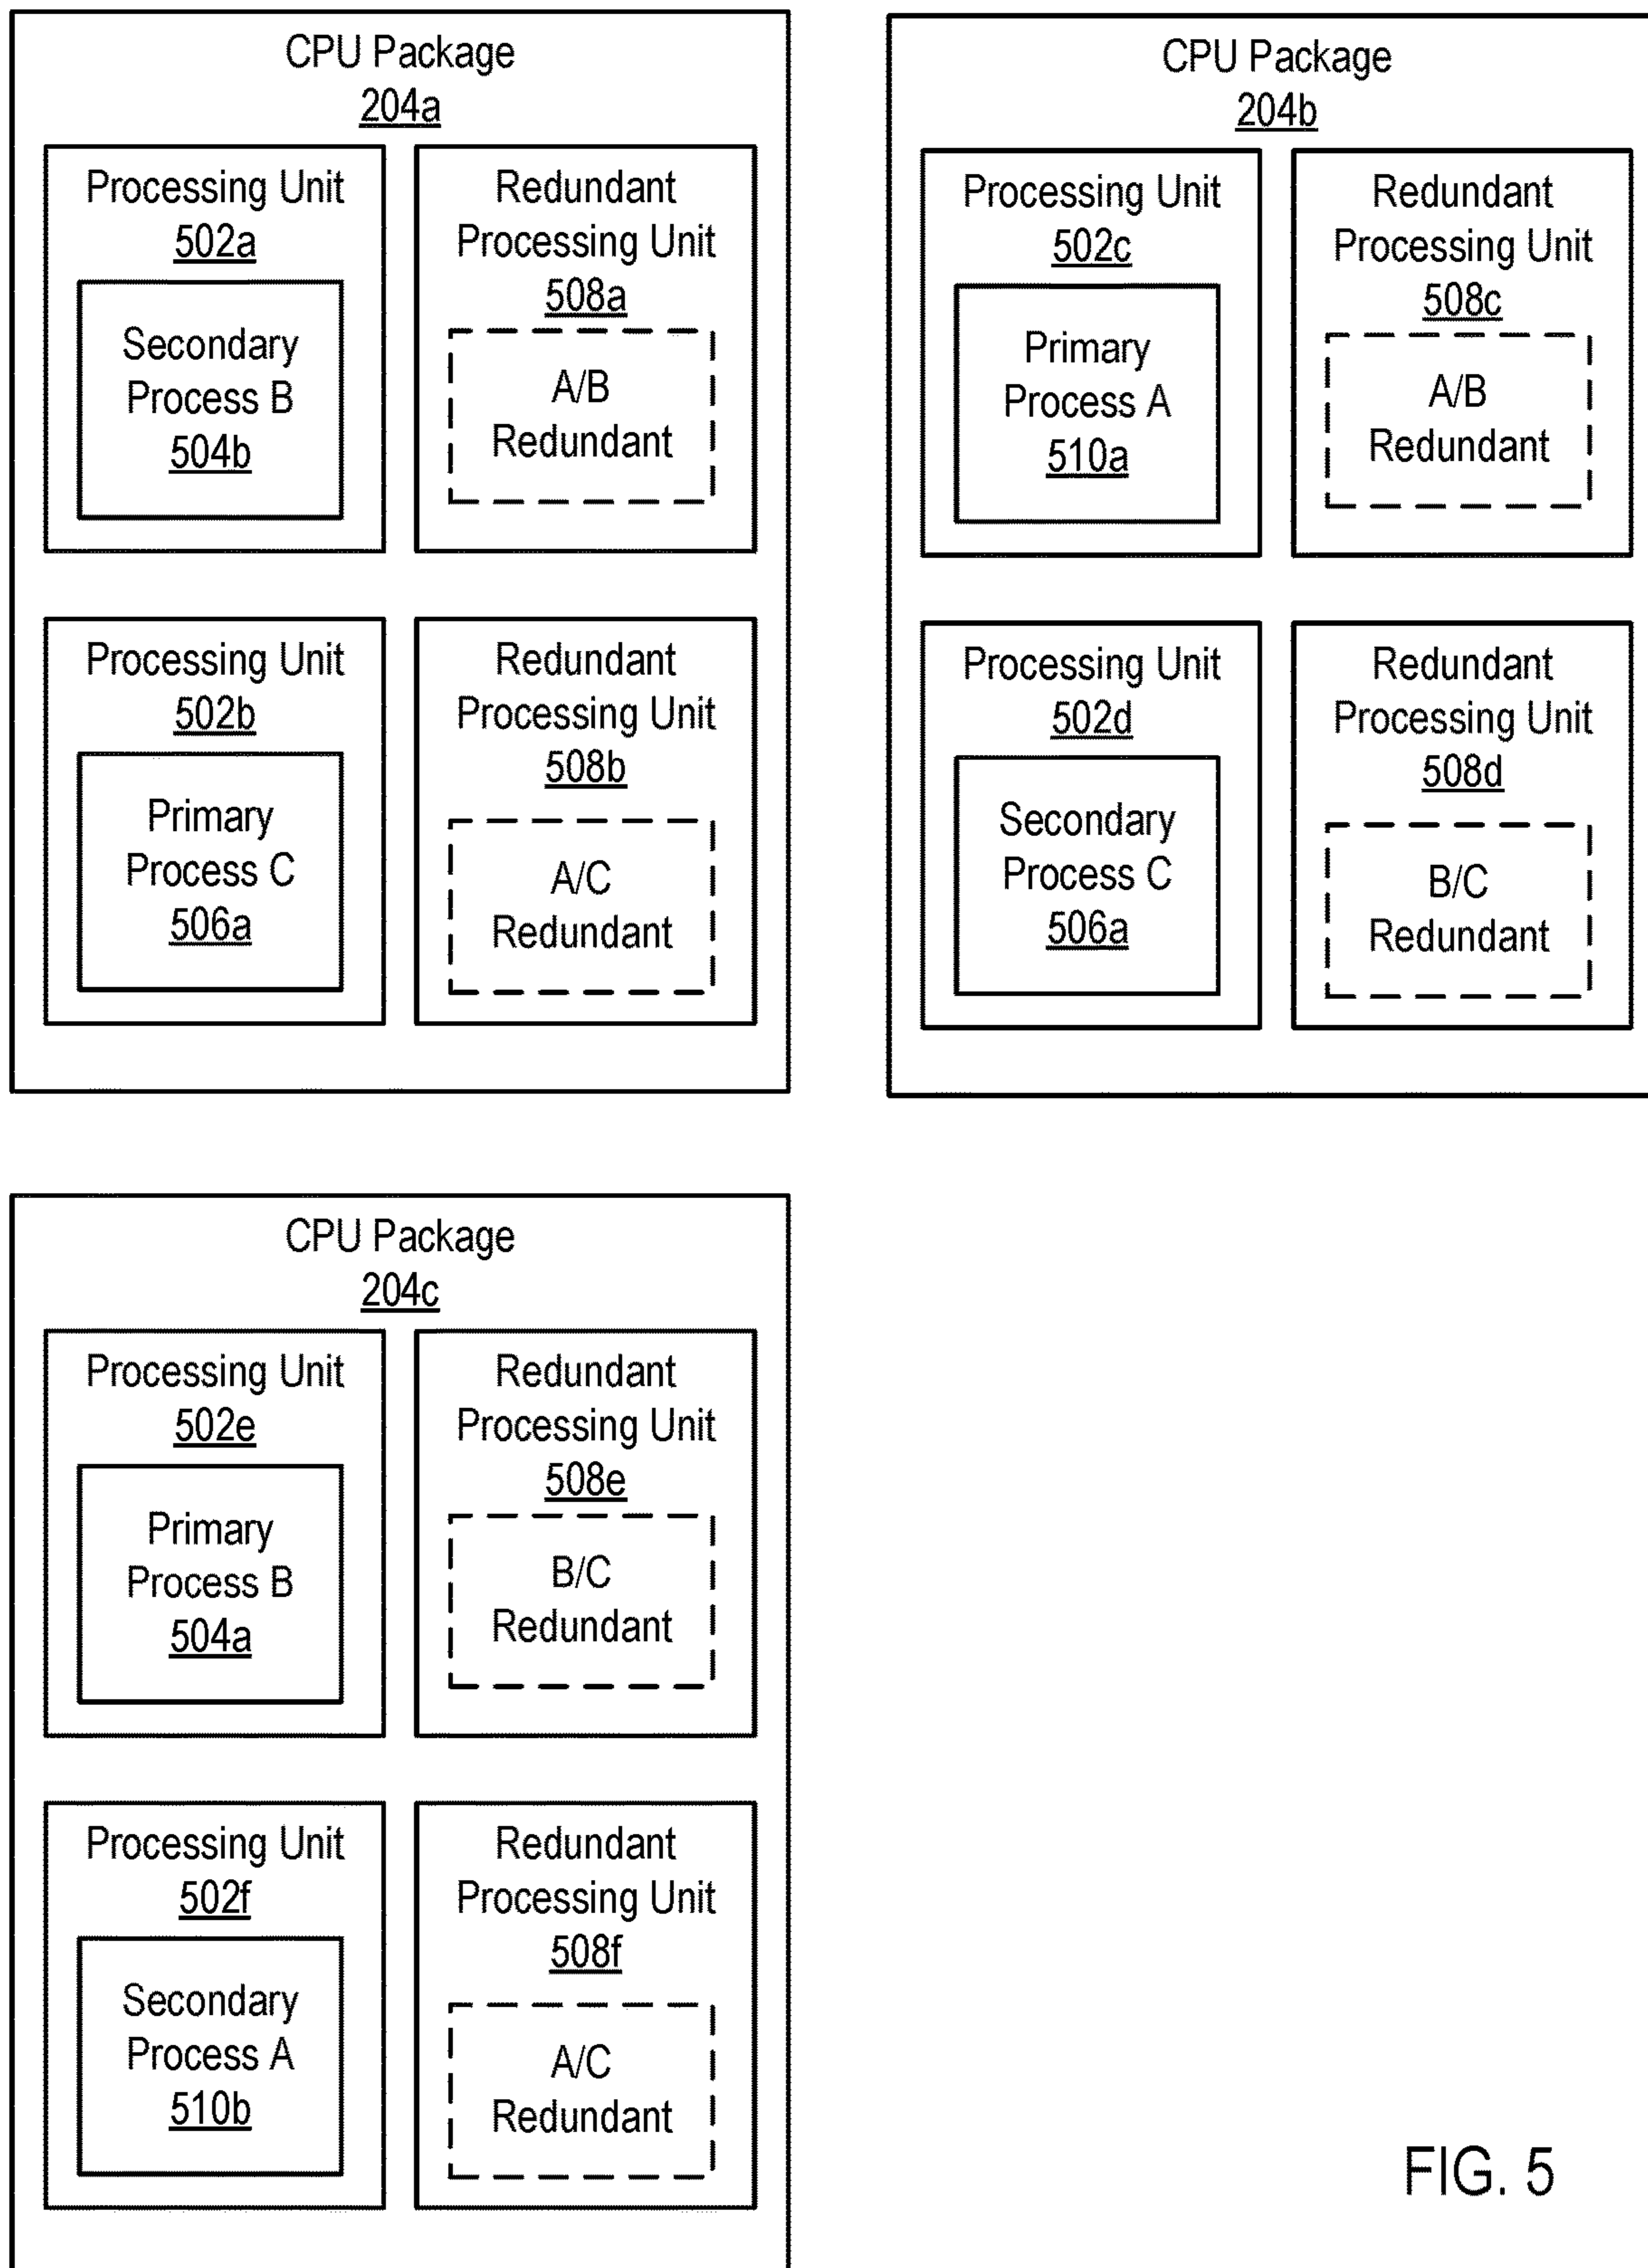 CPU Package
204a
Processing Unit
502a
Secondary
Process B
504b
Redundant
Processing Unit
508a
A/B
Redundant
Processing Unit
502b
Primary
Process C
506a
Redundant
Processing Unit
508b
A/C
Redundant
CPU Package
204b
Processing Unit
502c
Primary
Process A
510a
Redundant
Processing Unit
508c
A/B
Redundant
Processing Unit
502d
Secondary
Process C
506a
Redundant
Processing Unit
508d
B/C
Redundant
CPU Package
204c
Processing Unit
502e
Primary
Process B
504a
Redundant
Processing Unit
508e
B/C
Redundant
Processing Unit
502f
Secondary
Process A
510b
Redundant
Processing Unit
508f
A/C
Redundant
FIG. 5